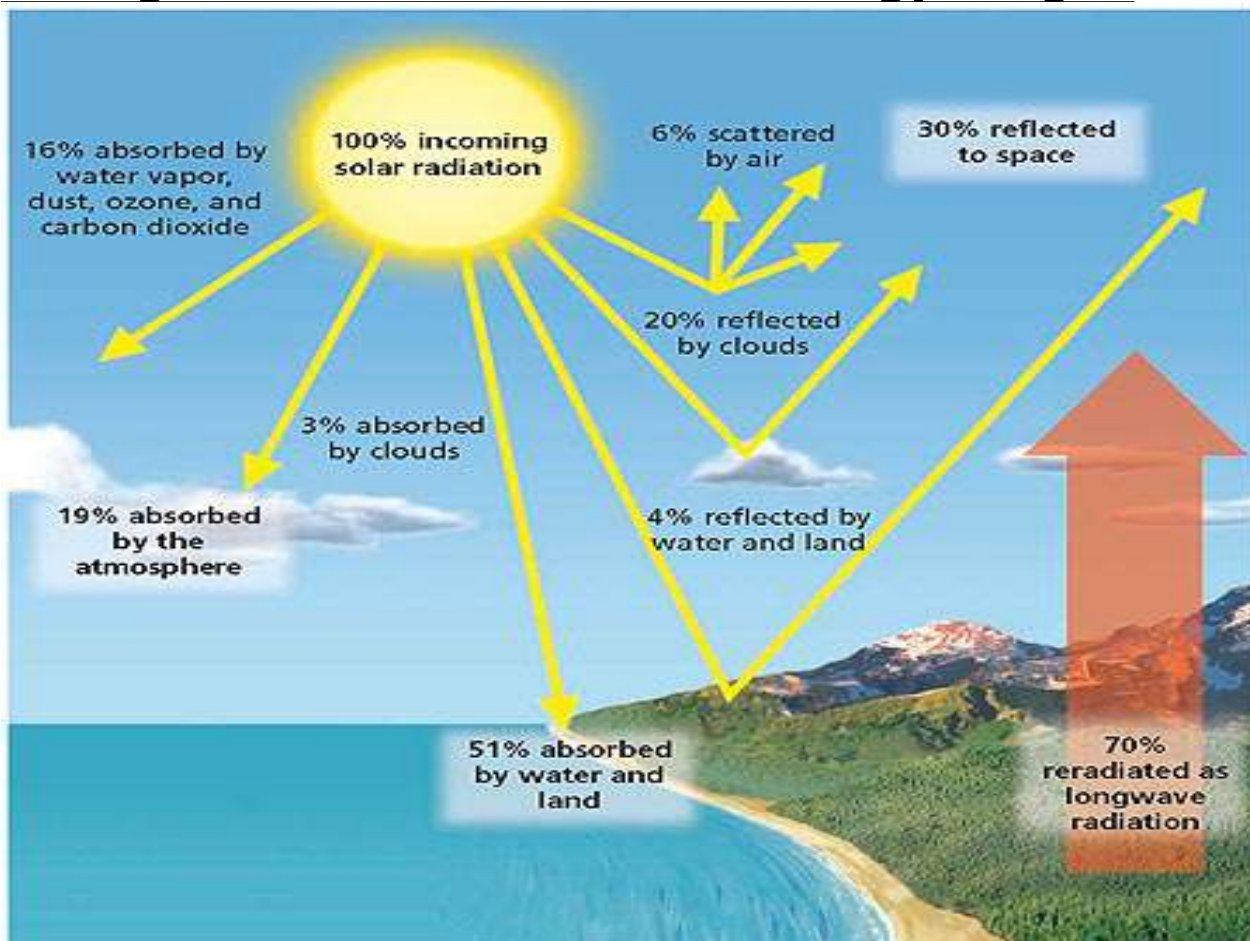 16% absorbed by
water vapor,
dust, ozone, and
carbon dioxide
100% incoming
solar radiation
6% scattered
by air
30% reflected
to space
20% reflected
by clouds
3% absorbed
by clouds
19% absorbed
by the
atmosphere
4% reflected by
water and land
51% absorbed
by water and
land
70%
reradiated as
longwave
radiation